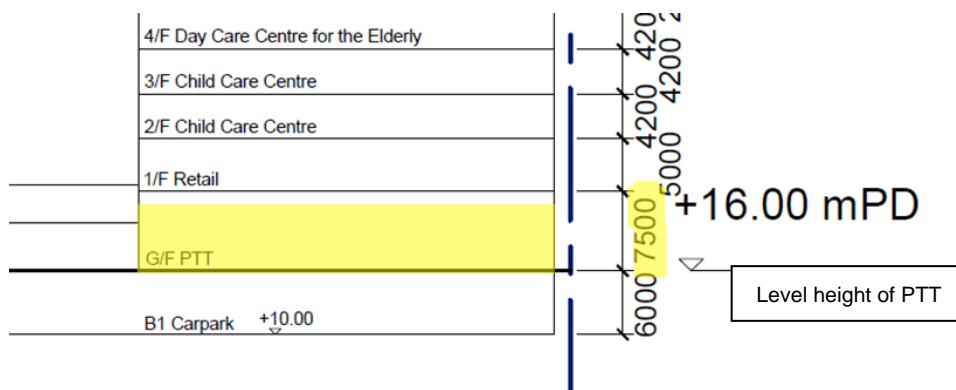 4/F Day Care Centre for the Elderly
3/F Child Care Centre
2/F Child Care Centre
1/F Retail
G/F PTT
B1 Carpark +10.00
4200
4200
5000
7500
6000
+16.00 mPD
Level height of PTT